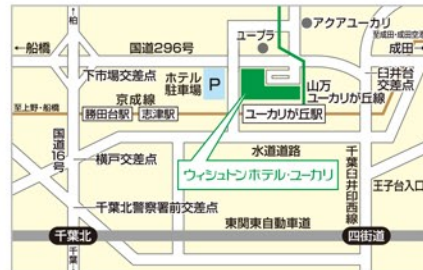 柏
アクアユーカリ
至成田・成田空港
←船橋
国道296号
ユープラ
成田→
下市場交差点
ホテル
駐車場
P
山万
ユーカリが丘線
臼井台
交差点
京成線
至上野・船橋
勝田台駅
志津駅
ユーカリが丘駅
国道16号
横戸交差点
水道道路
ウィシュトンホテル・ユーカリ
千葉臼井印西線
王子台入口
千葉北警察署前交差点
東関東自動車道
千葉北
四街道
千葉